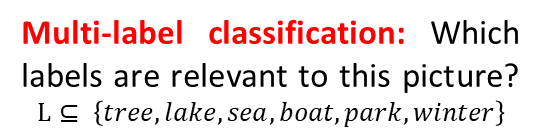 Multi-label classification: Which
labels are relevant to this picture?
L ⊆ {tree, lake, sea, boat, park, winter}